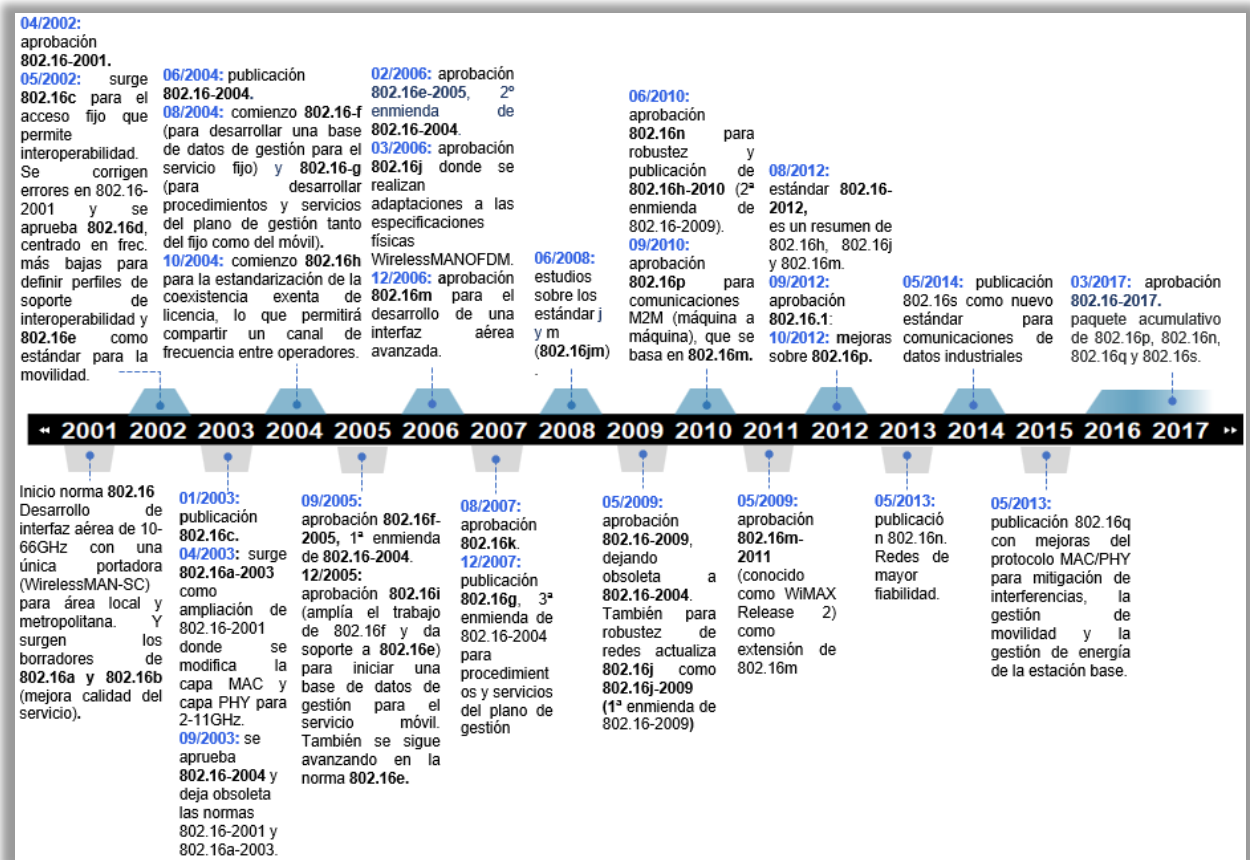 04/2002:
aprobación
802.16-2001.
05/2002: surge
802.16c para el
acceso fijo que
permite
interoperabilidad.
Se corrigen
errores en 802.16-
2001 y se
aprueba 802.16d,
centrado en frec.
más bajas para
definir perfiles de
soporte de
interoperabilidad y
802.16e como
estándar para la
movilidad.
06/2004: publicación
802.16-2004.
08/2004: comienzo 802.16-f
(para desarrollar una base
de datos de gestión para el
servicio fijo) y 802.16-g
(para desarrollar
procedimientos y servicios
del plano de gestión tanto
del fijo como del móvil).
10/2004: comienzo 802.16h
para la estandarización de la
coexistencia exenta de
licencia, lo que permitirá
compartir un canal de
frecuencia entre operadores.
02/2006: aprobación
802.16e-2005, 2º
enmienda de
802.16-2004.
03/2006: aprobación
802.16j donde se
realizan
adaptaciones a las
especificaciones
físicas
WirelessMANOFDM.
12/2006: aprobación
802.16m para el
desarrollo de una
interfaz aérea
avanzada.
06/2008:
estudios
sobre los
estándar j
y m
(802.16jm)
.
06/2010:
aprobación
802.16n para
robustez y
publicación de
802.16h-2010 (2ª
enmienda de
802.16-2009).
09/2010:
aprobación
802.16p para
comunicaciones
M2M (máquina a
máquina), que se
basa en 802.16m.
08/2012:
estándar 802.16-
2012,
es un resumen de
802.16h, 802.16j
y 802.16m.
09/2012:
aprobación
802.16.1:
10/2012: mejoras
sobre 802.16p.
05/2014: publicación
802.16s como nuevo
estándar para
comunicaciones de
datos industriales
03/2017: aprobación
802.16-2017.
paquete acumulativo
de 802.16p, 802.16n,
802.16q y 802.16s.
2001 2002 2003 2004 2005 2006 2007 2008 2009 2010 2011 2012 2013 2014 2015 2016 2017
Inicio norma 802.16
Desarrollo de
interfaz aérea de 10-
66GHz con una
única portadora
(WirelessMAN-SC)
para área local y
metropolitana. Y
surgen los
borradores de
802.16a y 802.16b
(mejora calidad del
servicio).
01/2003:
publicación
802.16c.
04/2003: surge
802.16a-2003
como
ampliación de
802.16-2001
donde se
modifica la
capa MAC y
capa PHY para
2-11GHz.
09/2003: se
aprueba
802.16-2004 y
deja obsoleta
las normas
802.16-2001 y
802.16a-2003.
09/2005:
aprobación 802.16f-
2005, 1ª enmienda
de 802.16-2004.
12/2005:
aprobación 802.16i
(amplía el trabajo
de 802.16f y da
soporte a 802.16e)
para iniciar una
base de datos de
gestión para el
servicio móvil.
También se sigue
avanzando en la
norma 802.16e.
08/2007:
aprobación
802.16k.
12/2007:
publicación
802.16g, 3ª
enmienda de
802.16-2004
para
procedimient
os y servicios
del plano de
gestión
05/2009:
aprobación
802.16-2009,
dejando
obsoleta a
802.16-2004.
También para
robustez de
redes actualiza
802.16j como
802.16j-2009
(1ª enmienda de
802.16-2009)
05/2009:
aprobación
802.16m-
2011
(conocido
como WiMAX
Release 2)
como
extensión de
802.16m
05/2013:
publicació
n 802.16n.
Redes de
mayor
fiabilidad.
05/2013:
publicación 802.16q
con mejoras del
protocolo MAC/PHY
para mitigación de
interferencias, la
gestión de
movilidad y la
gestión de energía
de la estación base.